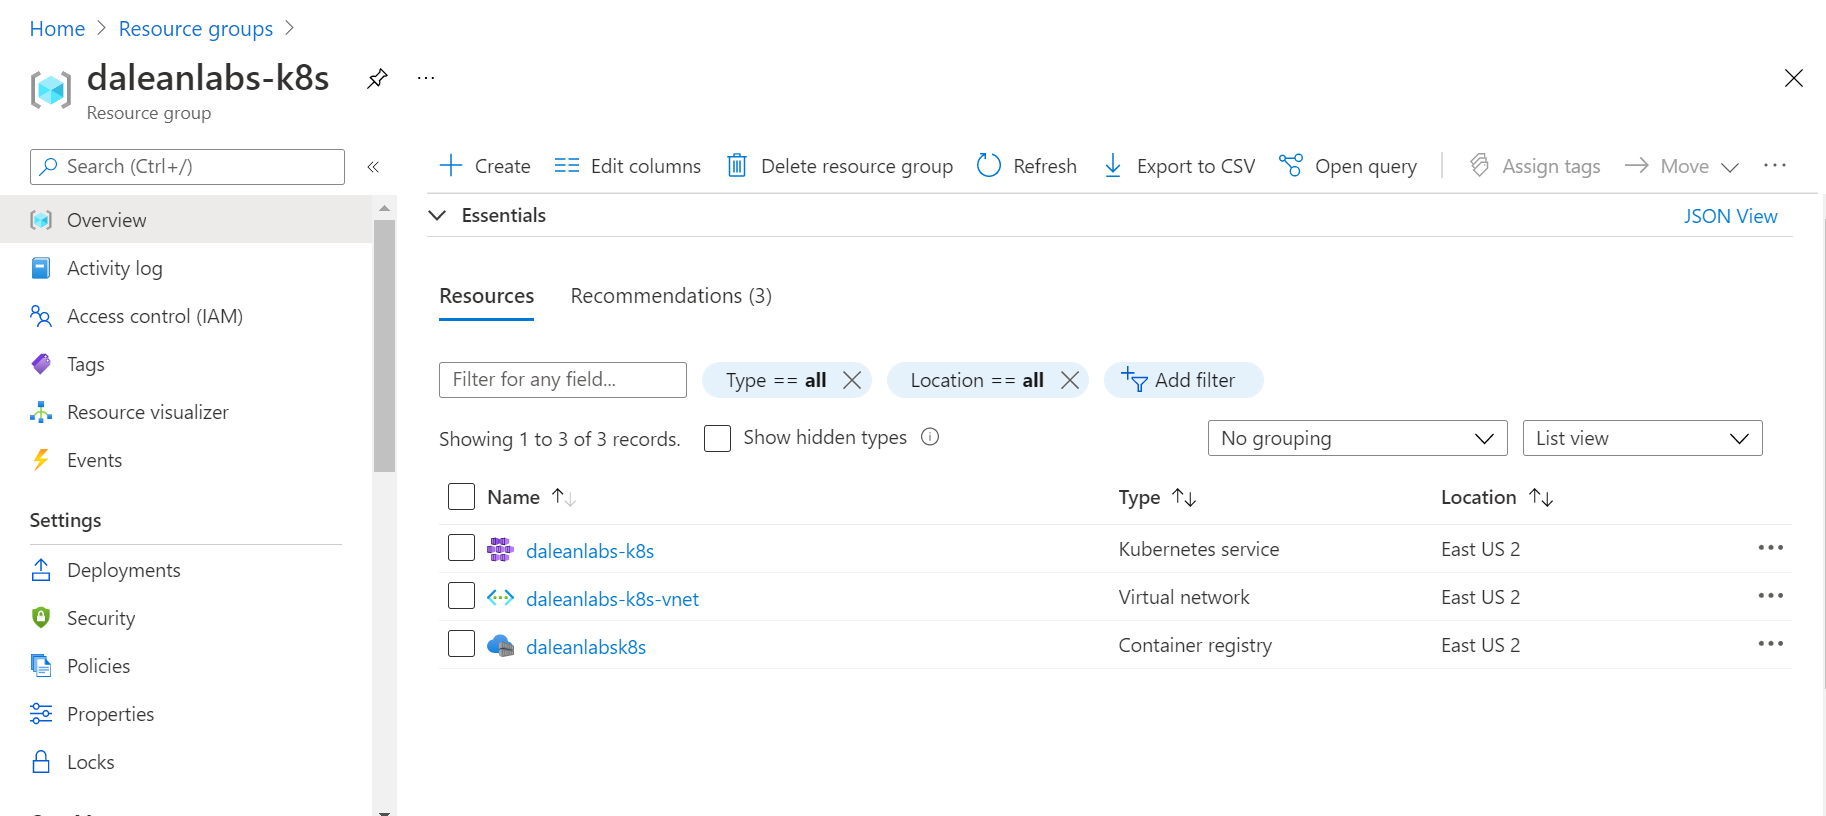 Home > Resource groups >
daleanlabs-k8s
Resource group
Search (Ctrl+/)
Overview
Activity log
Access control (IAM)
Tags
Resource visualizer
Events
Settings
Deployments
Security
Policies
Properties
Locks
Create Edit columns Delete resource group Refresh Export to CSV Open query Assign tags Move
Essentials JSON View
Resources Recommendations (3)
Filter for any field... Type == all Location == all Add filter
Showing 1 to 3 of 3 records. Show hidden types No grouping List view
Name Type Location
daleanlabs-k8s Kubernetes service East US 2
daleanlabs-k8s-vnet Virtual network East US 2
daleanlabsk8s Container registry East US 2